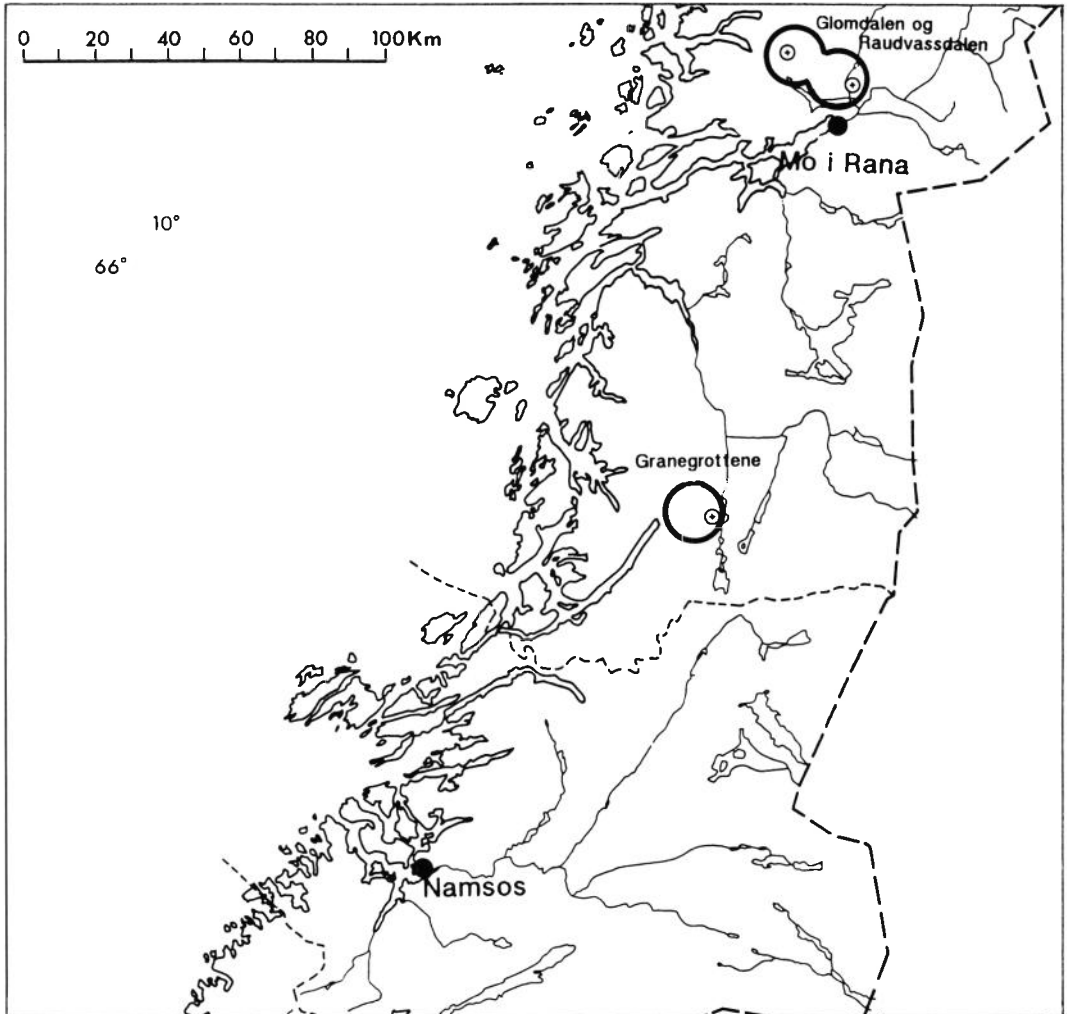 0 20 40 60 80 100Km
Glomdalen og
Raudvassdalen
Mo i Rana
10°
66°
Granegrottene
Namsos